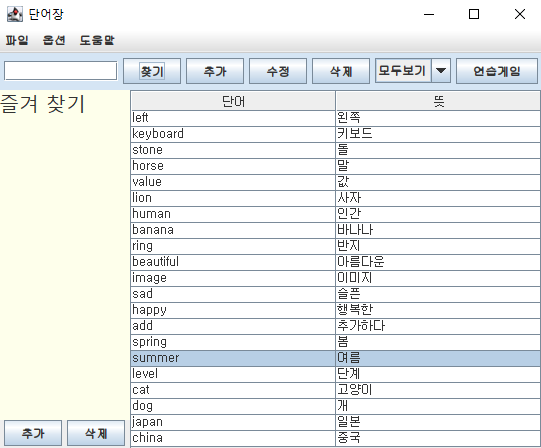 단어장
파일 옵션 도움말
찾기 추가 수정 삭제 모두보기 연습게임
즐겨 찾기
단어 뜻
left 왼쪽
keyboard 키보드
stone 돌
horse 말
value 값
lion 사자
human 인간
banana 바나나
ring 반지
beautiful 아름다운
image 이미지
sad 슬픈
happy 행복한
add 추가하다
spring 봄
summer 여름
level 단계
cat 고양이
dog 개
japan 일본
china 중국
추가 삭제